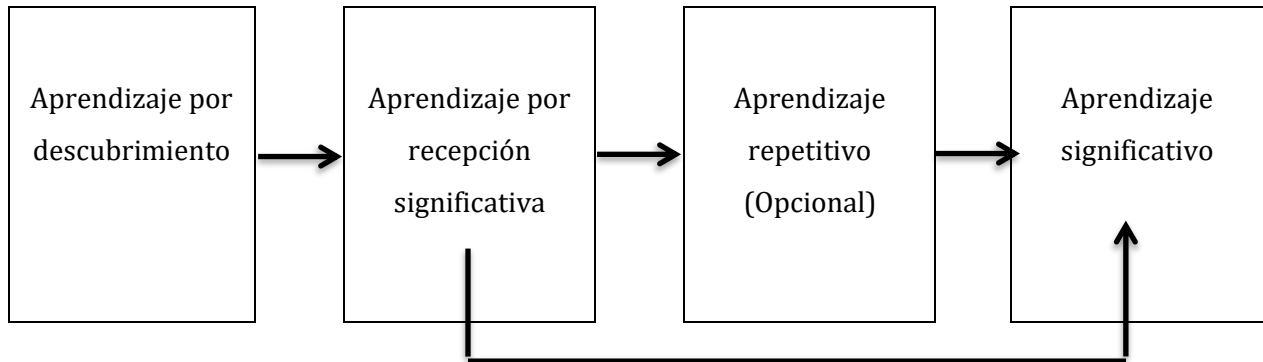 Aprendizaje por
descubrimiento
Aprendizaje por
recepción
significativa
Aprendizaje
repetitivo
(Opcional)
Aprendizaje
significativo